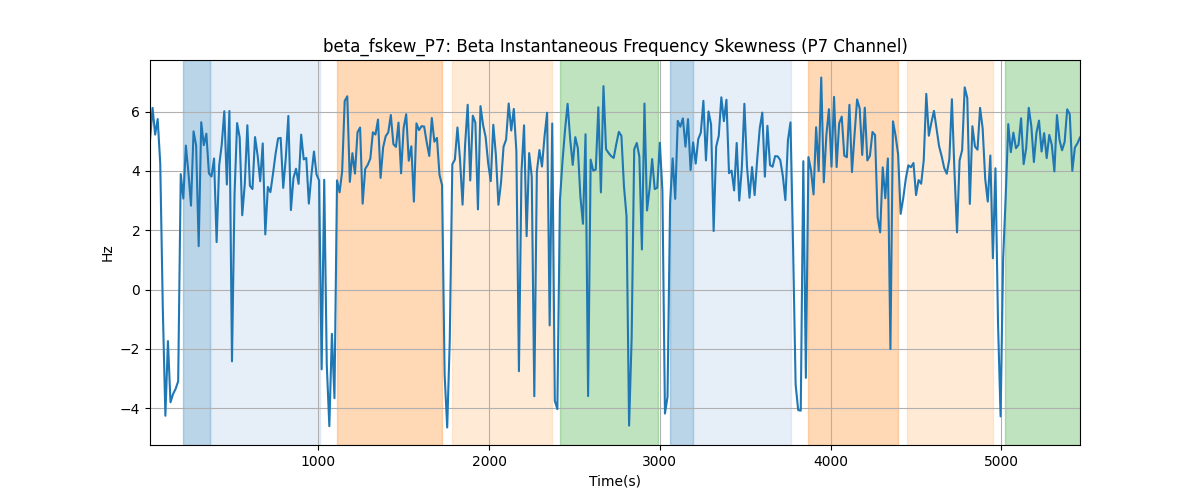 beta_fskew_P7: Beta Instantaneous Frequency Skewness (P7 Channel)
6
4
2
0
−2
−4
Hz
1000 2000 3000 4000 5000
Time(s)